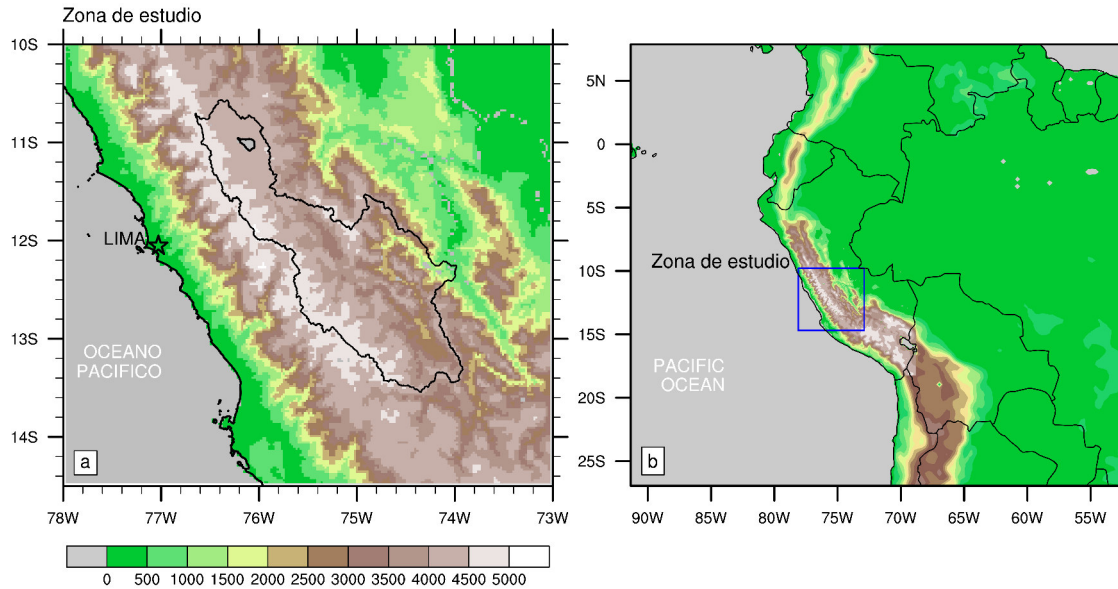 Zona de estudio
10S
11S
12S
13S
14S
LIMA
OCEANO
PACIFICO
a
78W 77W 76W 75W 74W 73W
0 500 1000 1500 2000 2500 3000 3500 4000 4500 5000
5N
0
5S
10S
15S
20S
25S
Zona de estudio
PACIFIC
OCEAN
b
90W 85W 80W 75W 70W 65W 60W 55W